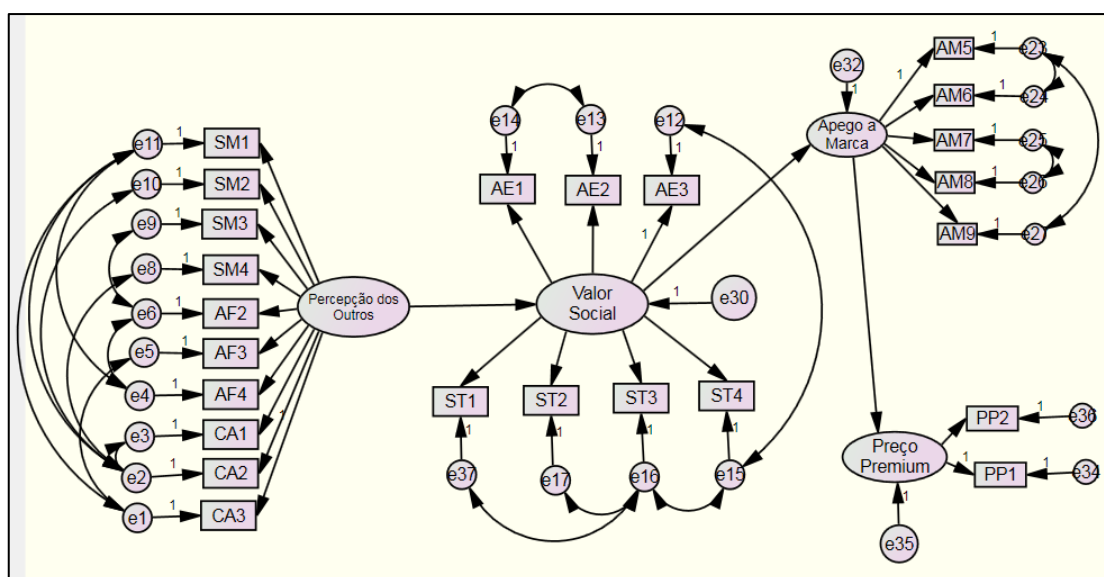 e11 1 SM1
e10 1 SM2
e9 1 SM3
e8 1 SM4
e6 1 AF2
e5 1 AF3
e4 1 AF4
e3 1 CA1 1
e2 1 CA2
e1 1 CA3
Percepção dos
Outros
e14 e13 e12
1 1 1
AE1 AE2 AE3
1
Valor
Social
1 e30
ST1 ST2 ST3 ST4
1 1 1 1
e37 e17 e16 e15
e32
1
Apego a
Marca
1 AM5 1 e23
AM6 1 e24
AM7 1 e25
AM8 1 e26
AM9 1 e2
Preço
Premium
PP2 1 e36
1 PP1 1 e34
1
e35